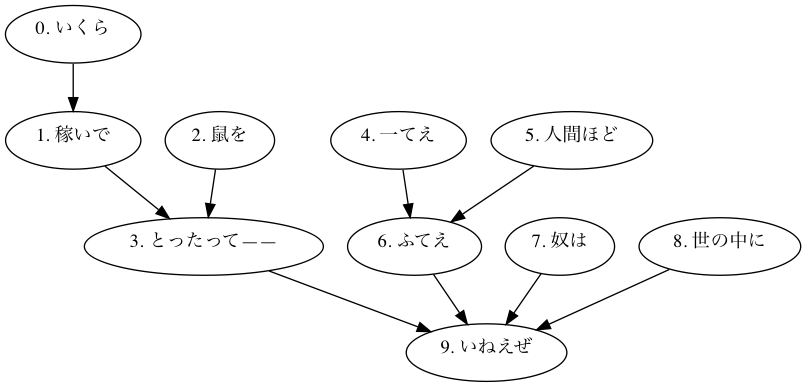 0. いくら
1. 稼いで
2. 鼠を
4. 一てえ
5. 人間ほど
3. とったって——
6. ふてえ
7. 奴は
8. 世の中に
9. いねえぜ